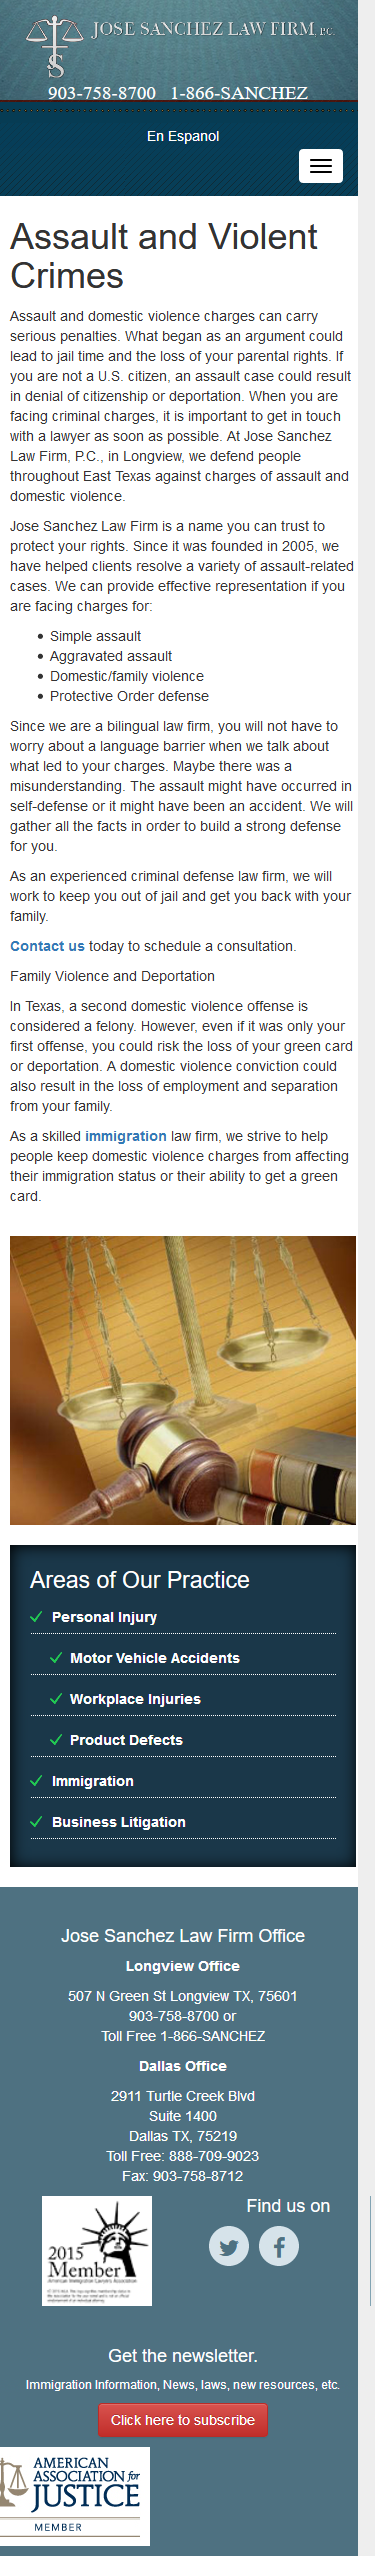 JOSE SANCHEZ LAW FIRM, P.C.
903-758-8700 1-866-SANCHEZ
En Espanol
Assault and Violent
Crimes
Assault and domestic violence charges can carry
serious penalties. What began as an argument could
lead to jail time and the loss of your parental rights. If
you are not a U.S. citizen, an assault case could result
in denial of citizenship or deportation. When you are
facing criminal charges, it is important to get in touch
with a lawyer as soon as possible. At Jose Sanchez
Law Firm, P.C., in Longview, we defend people
throughout East Texas against charges of assault and
domestic violence.
Jose Sanchez Law Firm is a name you can trust to
protect your rights. Since it was founded in 2005, we
have helped clients resolve a variety of assault-related
cases. We can provide effective representation if you
are facing charges for:
• Simple assault
• Aggravated assault
• Domestic/family violence
• Protective Order defense
Since we are a bilingual law firm, you will not have to
worry about a language barrier when we talk about
what led to your charges. Maybe there was a
misunderstanding. The assault might have occurred in
self-defense or it might have been an accident. We will
gather all the facts in order to build a strong defense
for you.
As an experienced criminal defense law firm, we will
work to keep you out of jail and get you back with your
family.
Contact us today to schedule a consultation.
Family Violence and Deportation
In Texas, a second domestic violence offense is
considered a felony. However, even if it was only your
first offense, you could risk the loss of your green card
or deportation. A domestic violence conviction could
also result in the loss of employment and separation
from your family.
As a skilled immigration law firm, we strive to help
people keep domestic violence charges from affecting
their immigration status or their ability to get a green
card.
Areas of Our Practice
Personal Injury
Motor Vehicle Accidents
Workplace Injuries
Product Defects
Immigration
Business Litigation
Jose Sanchez Law Firm Office
Longview Office
507 N Green St Longview TX, 75601
903-758-8700 or
Toll Free 1-866-SANCHEZ
Dallas Office
2911 Turtle Creek Blvd
Suite 1400
Dallas TX, 75219
Toll Free: 888-709-9023
Fax: 903-758-8712
2015
Member
American Immigration Lawyers Association
Find us on
Get the newsletter.
Immigration Information, News, laws, new resources, etc.
Click here to subscribe
AMERICAN
ASSOCIATION for
JUSTICE
MEMBER